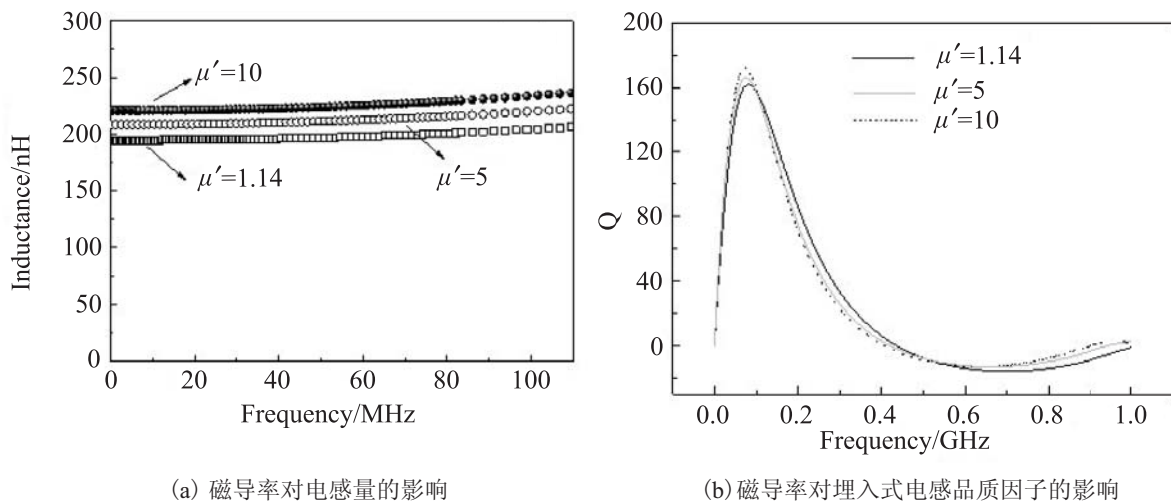 300
250
200
150
100
50
0
Inductance/nH
μ′=10
μ′=1.14
μ′=5
0 20 40 60 80 100
Frequency/MHz
(a) 磁导率对电感量的影响
200
160
120
80
40
0
Q
μ′=1.14
μ′=5
μ′=10
0.0 0.2 0.4 0.6 0.8 1.0
Frequency/GHz
(b) 磁导率对埋入式电感品质因子的影响